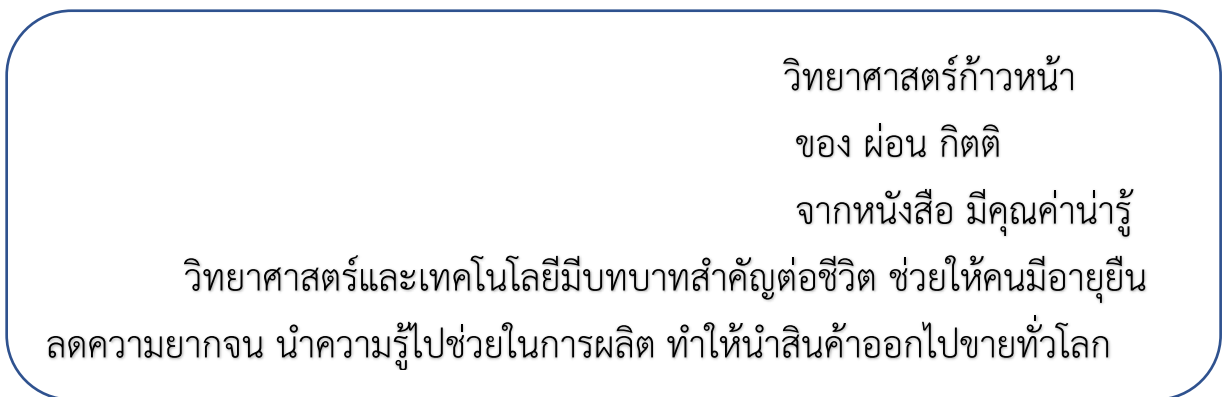 วิทยาศาสตร์ก้าวหน้า
ของ ผ่อน กิตติ
จากหนังสือ มีคุณค่าน่ารู้
วิทยาศาสตร์และเทคโนโลยีมีบทบาทสำคัญต่อชีวิต ช่วยให้คนมีอายุยืน
ลดความยากจน นำความรู้ไปช่วยในการผลิต ทำให้นำสินค้าออกไปขายทั่วโลก